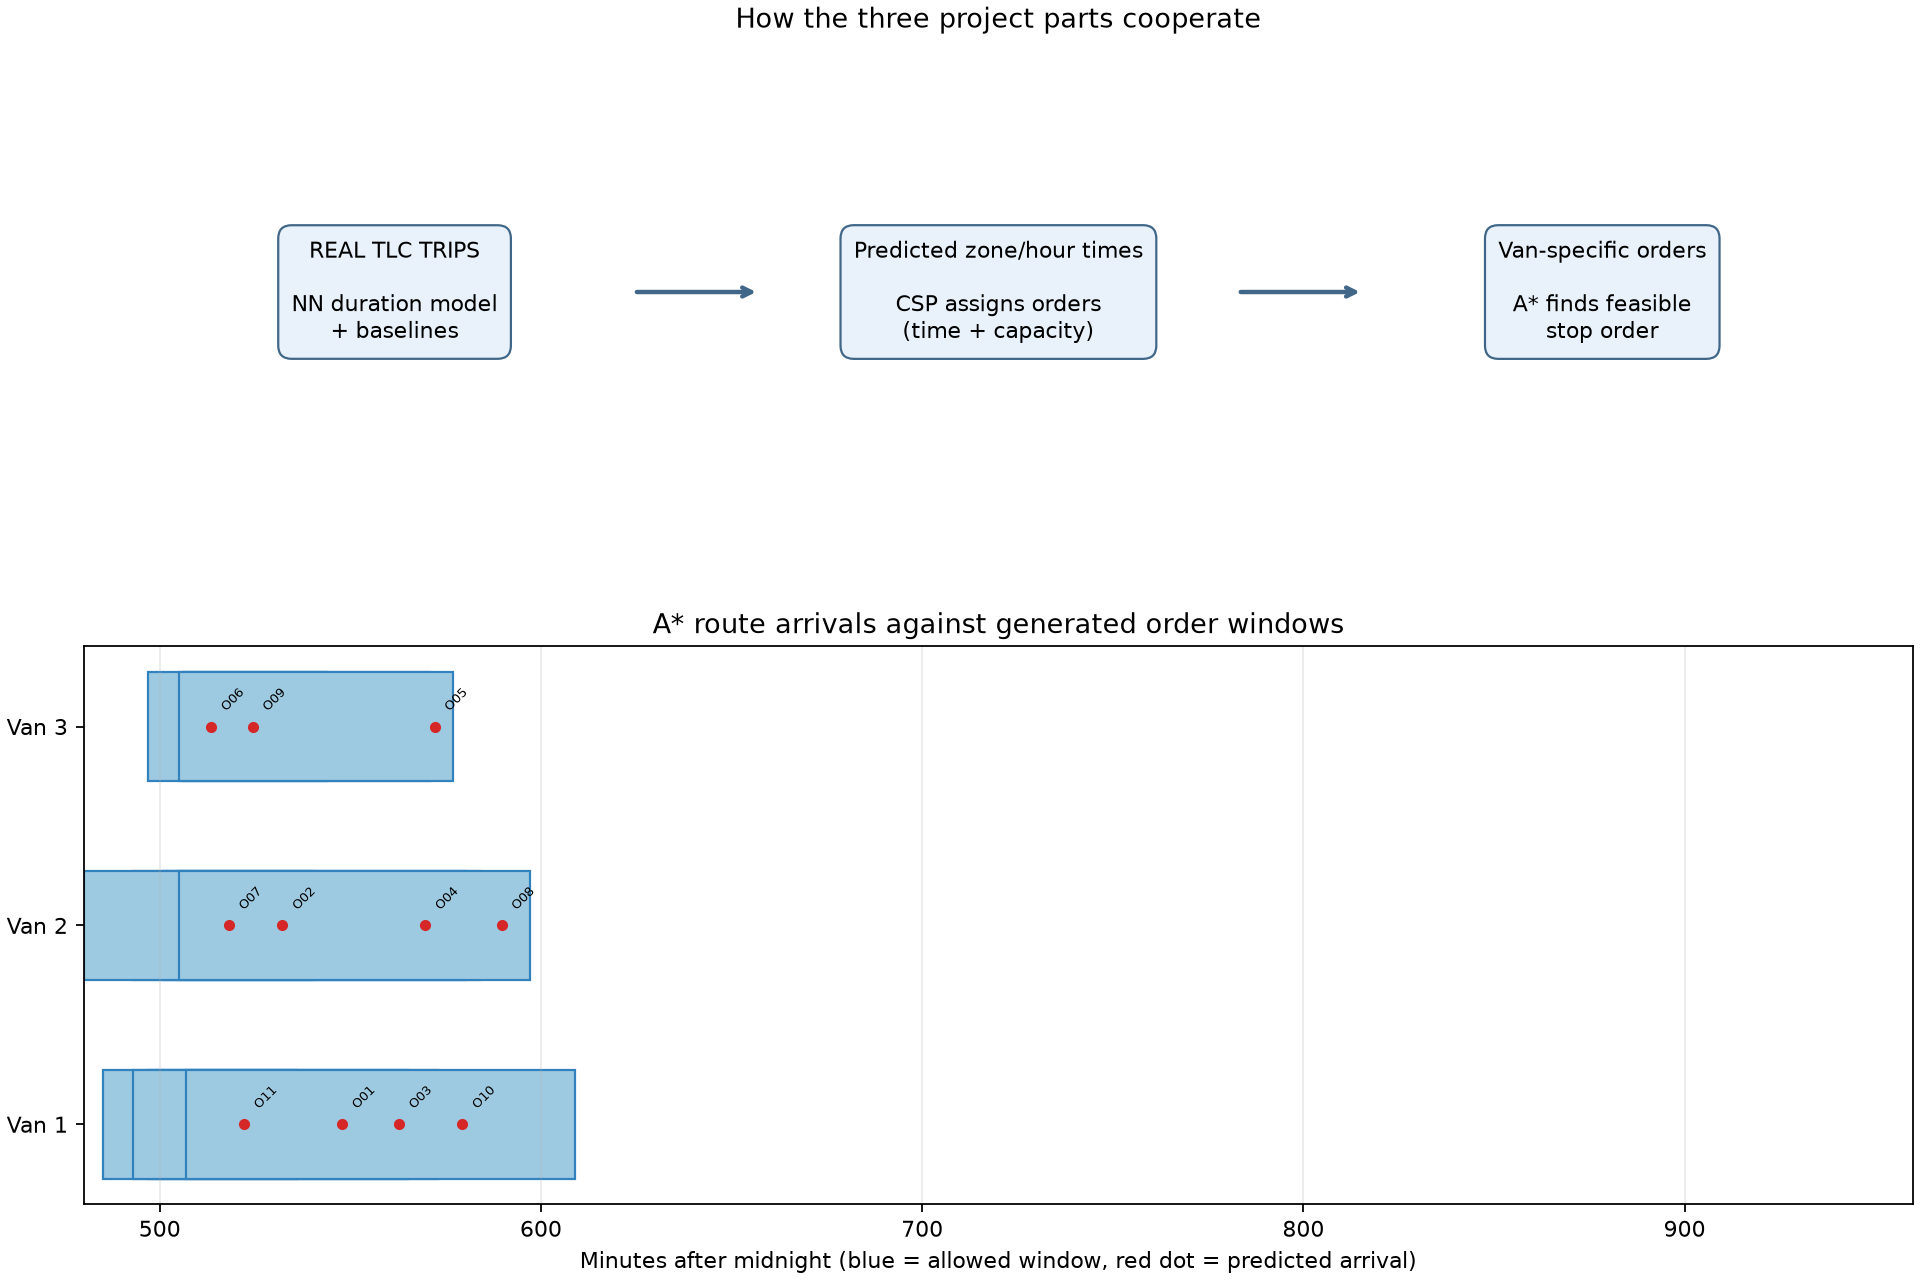 How the three project parts cooperate
REAL TLC TRIPS
NN duration model
+ baselines
Predicted zone/hour times
CSP assigns orders
(time + capacity)
Van-specific orders
A* finds feasible
stop order
A* route arrivals against generated order windows
Van 3
O06
O09
O05
Van 2
O07
O02
O04
O08
Van 1
O11
O01
O03
O10
500
600
700
800
900
Minutes after midnight (blue = allowed window, red dot = predicted arrival)